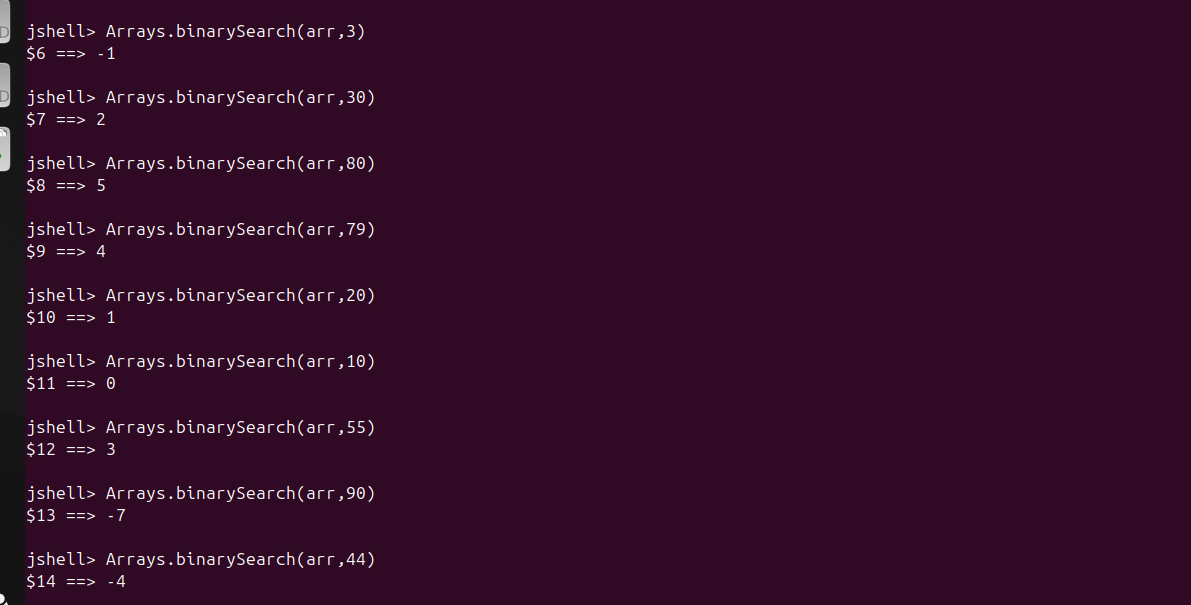 jshell> Arrays.binarySearch(arr,3)
$6 ==> -1
jshell> Arrays.binarySearch(arr,30)
$7 ==> 2
jshell> Arrays.binarySearch(arr,80)
$8 ==> 5
jshell> Arrays.binarySearch(arr,79)
$9 ==> 4
jshell> Arrays.binarySearch(arr,20)
$10 ==> 1
jshell> Arrays.binarySearch(arr,10)
$11 ==> 0
jshell> Arrays.binarySearch(arr,55)
$12 ==> 3
jshell> Arrays.binarySearch(arr,90)
$13 ==> -7
jshell> Arrays.binarySearch(arr,44)
$14 ==> -4